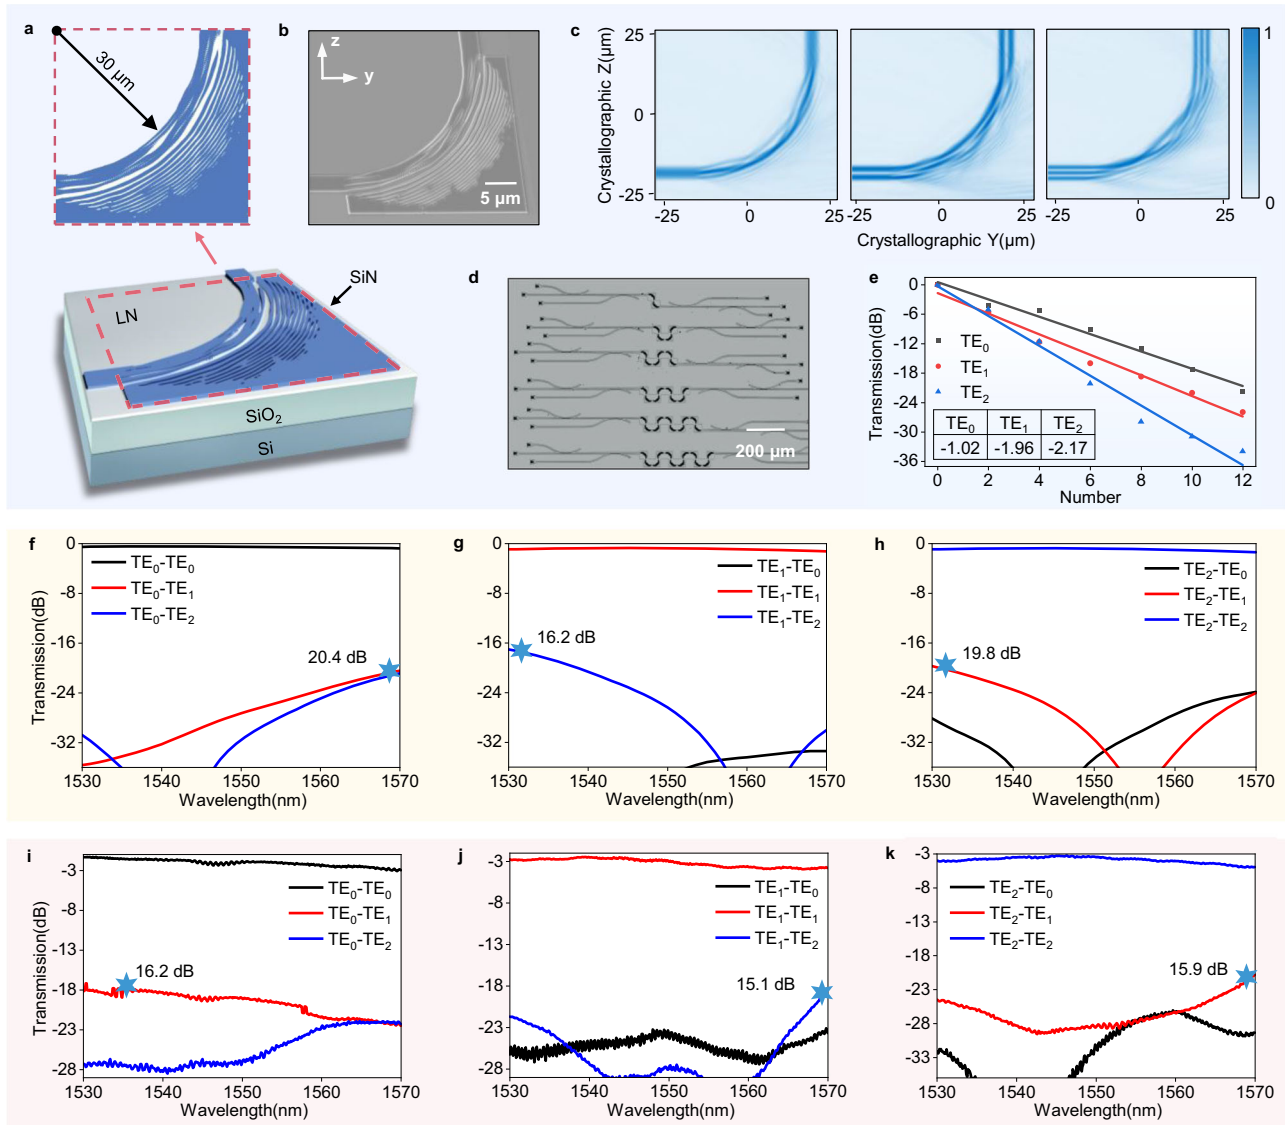 a
30 μm
b
z
y
5 μm
c
Crystallographic Z(μm)
25
0
-25
-25 0 25
-25 0 25
-25 0 25
Crystallographic Y(μm)
1
0
SiN
LN
SiO₂
Si
d
200 μm
e
Transmission(dB)
0
-6
-12
-18
-24
-30
-36
TE₀
TE₁
TE₂
TE₀ TE₁ TE₂
-1.02 -1.96 -2.17
0 2 4 6 8 10 12
Number
f
Transmission(dB)
0
-8
-16
-24
-32
TE₀-TE₀
TE₀-TE₁
TE₀-TE₂
20.4 dB
1530 1540 1550 1560 1570
Wavelength(nm)
g
0
-8
-16
-24
-32
TE₁-TE₀
TE₁-TE₁
TE₁-TE₂
16.2 dB
1530 1540 1550 1560 1570
Wavelength(nm)
h
0
-8
-16
-24
-32
TE₂-TE₀
TE₂-TE₁
TE₂-TE₂
19.8 dB
1530 1540 1550 1560 1570
Wavelength(nm)
i
Transmission(dB)
-3
-8
-13
-18
-23
-28
TE₀-TE₀
TE₀-TE₁
TE₀-TE₂
16.2 dB
1530 1540 1550 1560 1570
Wavelength(nm)
j
-3
-8
-13
-18
-23
-28
TE₁-TE₀
TE₁-TE₁
TE₁-TE₂
15.1 dB
1530 1540 1550 1560 1570
Wavelength(nm)
k
-3
-8
-13
-18
-23
-28
-33
TE₂-TE₀
TE₂-TE₁
TE₂-TE₂
15.9 dB
1530 1540 1550 1560 1570
Wavelength(nm)